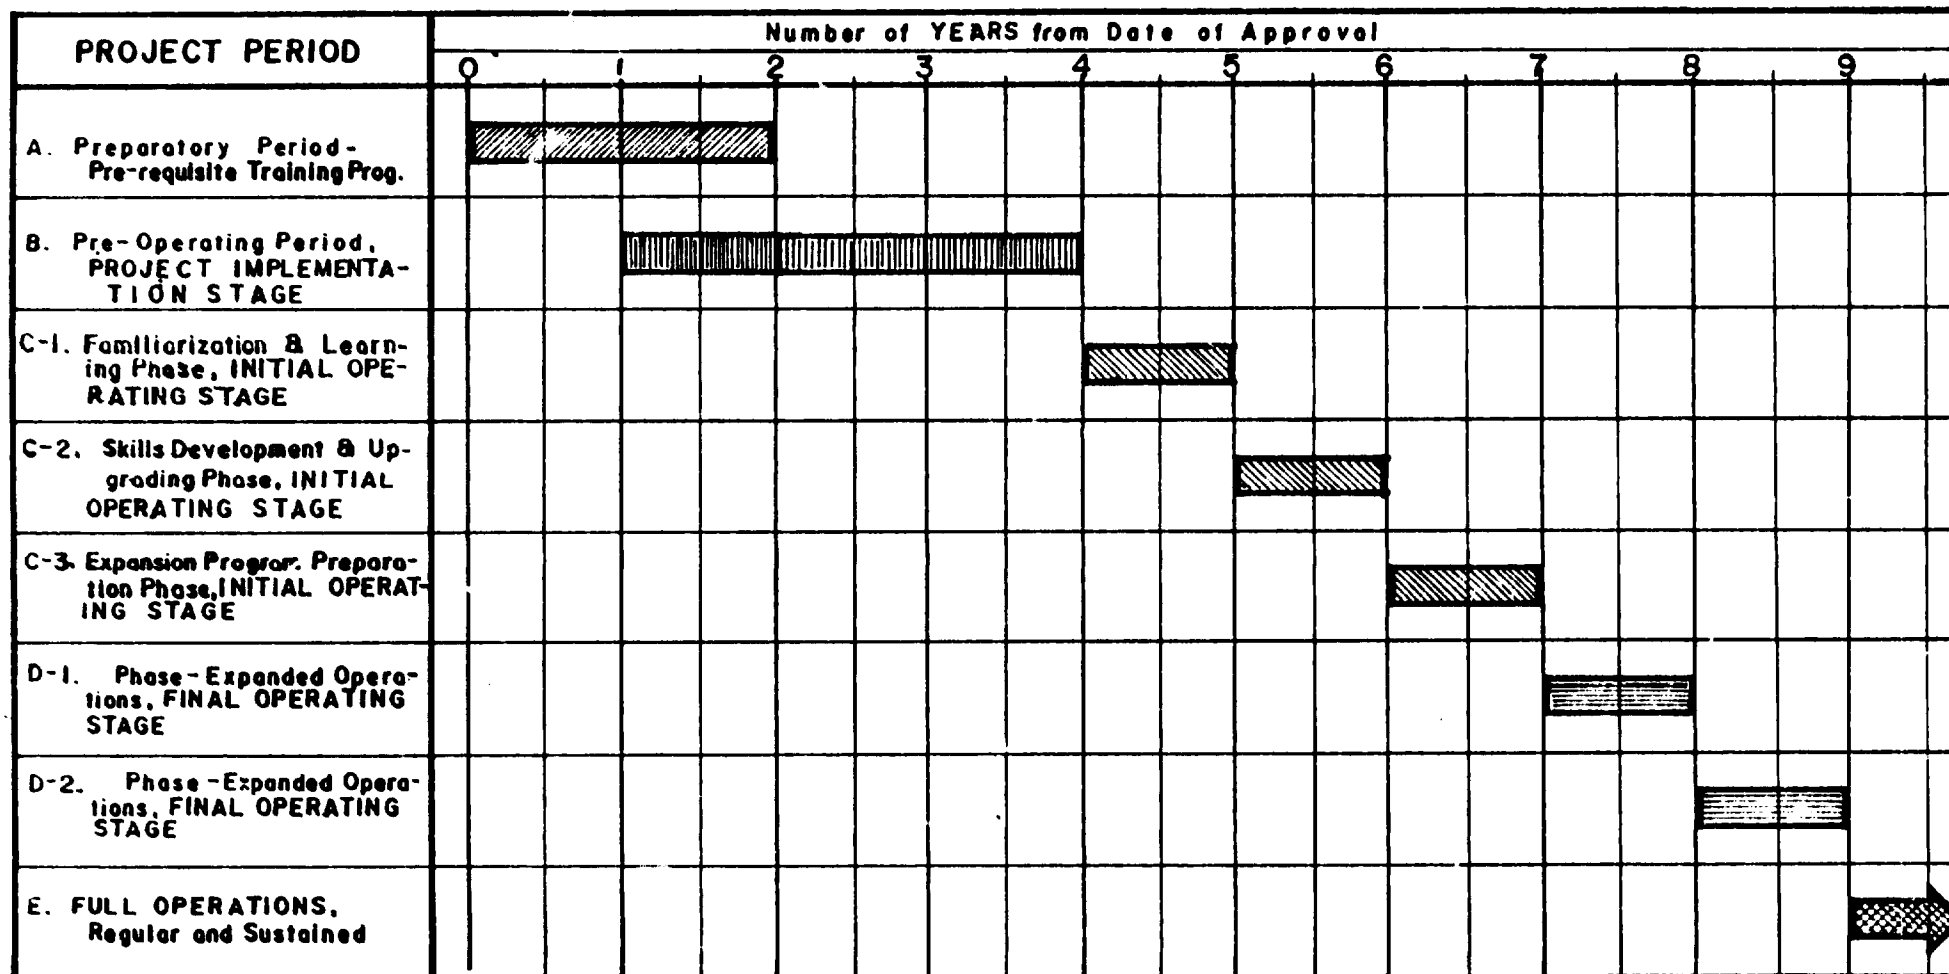 Number of YEARS from Date of Approval
PROJECT PERIOD
0 1 2 3 4 5 6 7 8 9
A. Preparatory Period-
Pre-requisite Training Prog.
B. Pre-Operating Period,
PROJECT IMPLEMENTA-
TION STAGE
C-1. Familiarization & Learn-
ing Phase, INITIAL OPE-
RATING STAGE
C-2. Skills Development & Up-
grading Phase, INITIAL
OPERATING STAGE
C-3. Expansion Program. Prepara-
tion Phase, INITIAL OPERAT-
ING STAGE
D-1. Phase-Expanded Opera-
tions, FINAL OPERATING
STAGE
D-2. Phase-Expanded Opera-
tions, FINAL OPERATING
STAGE
E. FULL OPERATIONS,
Regular and Sustained